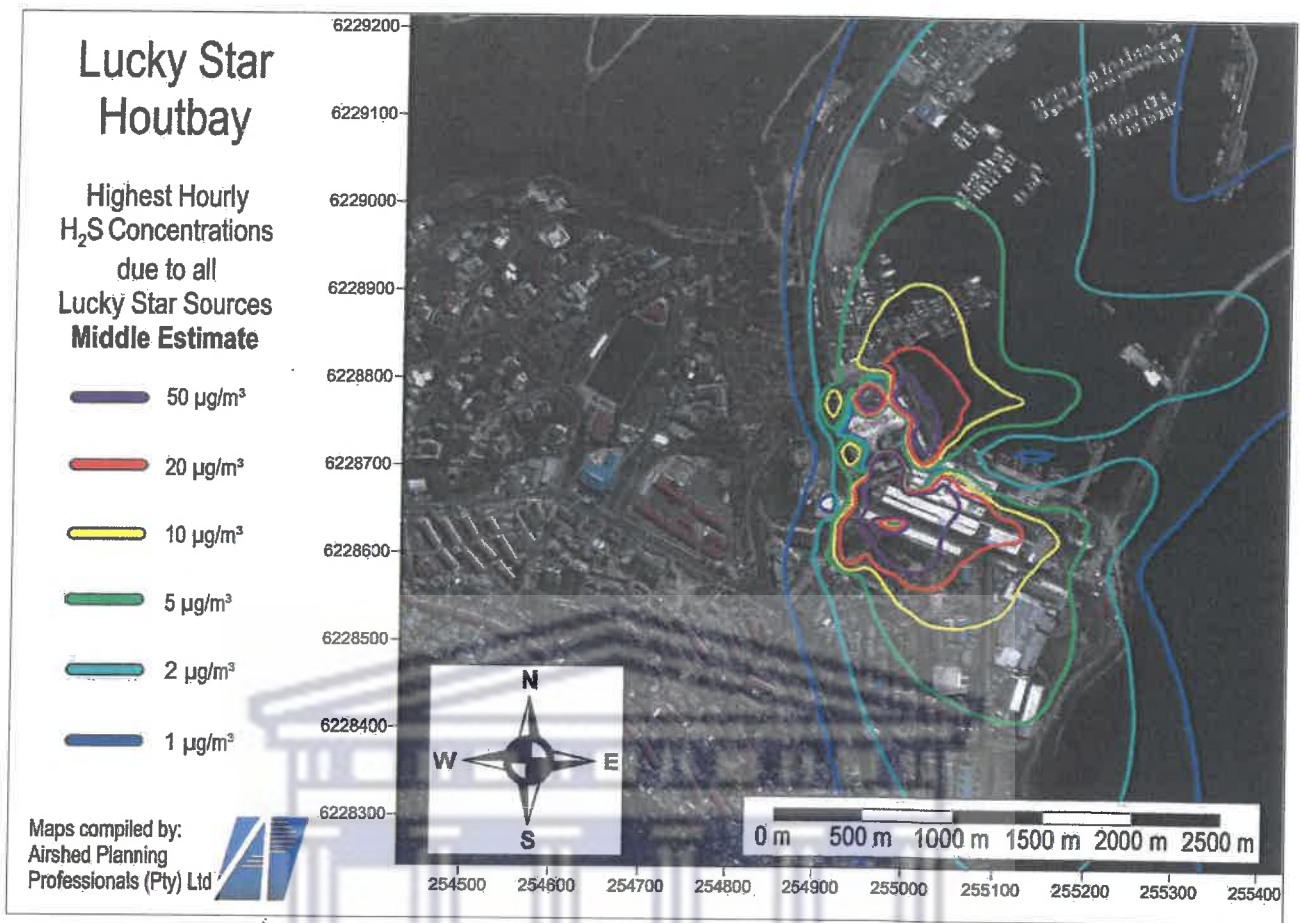 Lucky Star
Houtbay
Highest Hourly
H₂S Concentrations
due to all
Lucky Star Sources
Middle Estimate
50 µg/m³
20 µg/m³
10 µg/m³
5 µg/m³
2 µg/m³
1 µg/m³
Maps compiled by:
Airshed Planning
Professionals (Pty) Ltd
6229200
6229100
6229000
6228900
6228800
6228700
6228600
6228500
6228400
6228300
N
W E
S
0 m 500 m 1000 m 1500 m 2000 m 2500 m
254500 254600 254700 254800 254900 255000 255100 255200 255300 255400